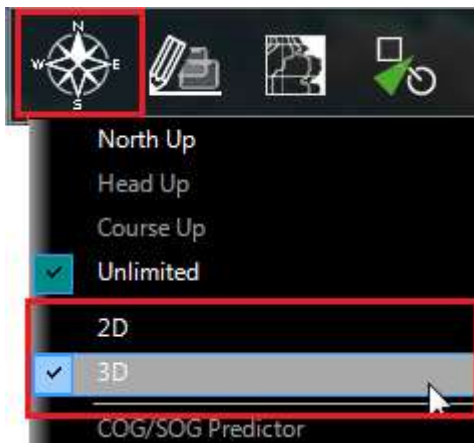 N
W E
S
North Up
Head Up
Course Up
Unlimited
2D
3D
COG/SOG Predictor